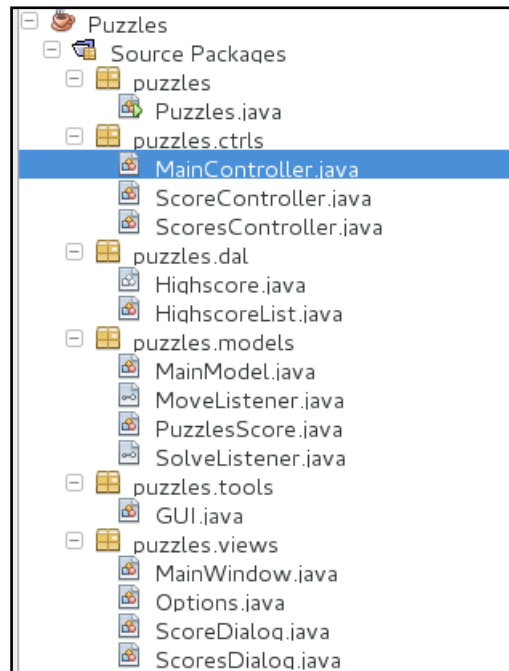 Puzzles
Source Packages
puzzles
Puzzles.java
puzzles.ctrls
MainController.java
ScoreController.java
ScoresController.java
puzzles.dal
Highscore.java
HighscoreList.java
puzzles.models
MainModel.java
MoveListener.java
PuzzlesScore.java
SolveListener.java
puzzles.tools
GUI.java
puzzles.views
MainWindow.java
Options.java
ScoreDialog.java
ScoresDialog.java